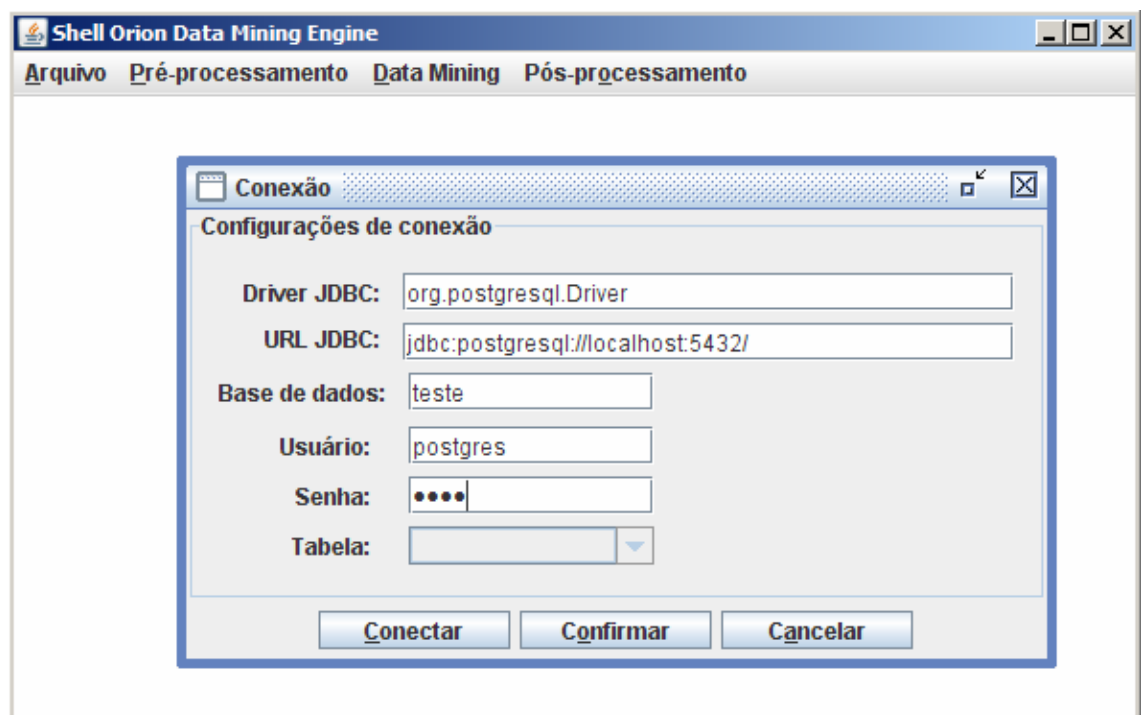 Shell Orion Data Mining Engine
Arquivo Pré-processamento Data Mining Pós-processamento
Conexão
Configurações de conexão
Driver JDBC: org.postgresql.Driver
URL JDBC: jdbc:postgresql://localhost:5432/
Base de dados: teste
Usuário: postgres
Senha: ••••
Tabela:
Conectar Confirmar Cancelar